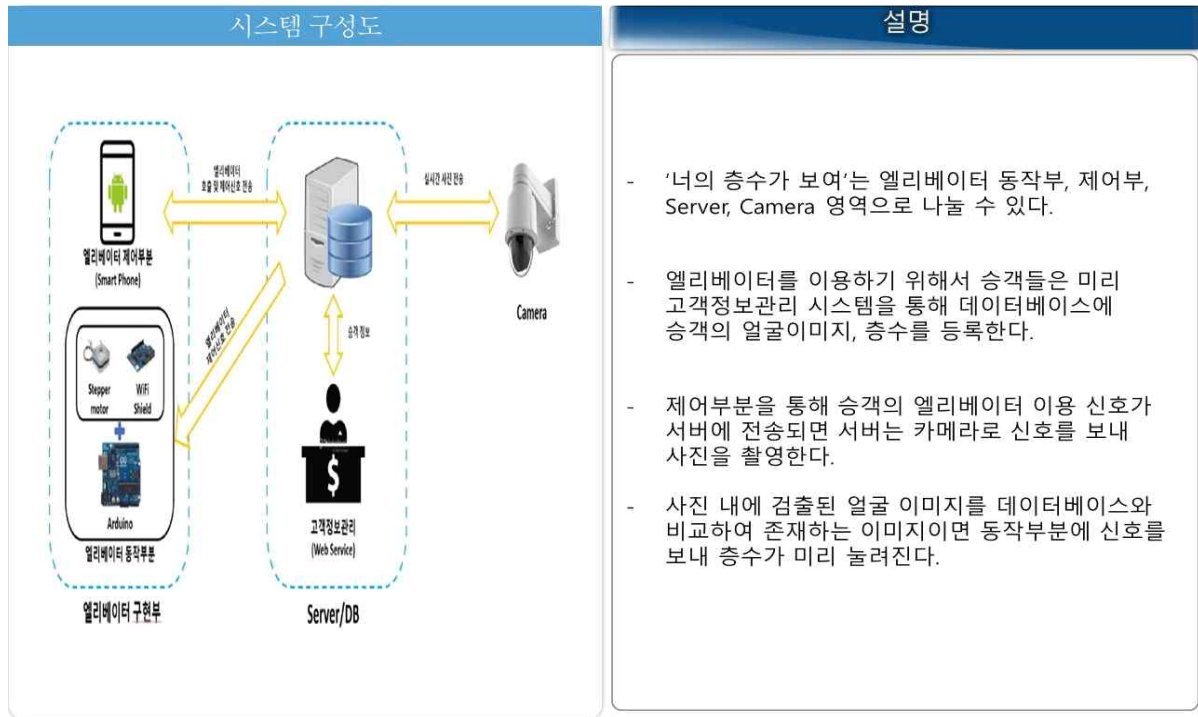 시스템 구성도
엘리베이터
호출 및 제어신호 전송
실시간 사진 전송
엘리베이터 제어부분
(Smart Phone)
엘리베이터
제어신호 전송
승객 정보
Camera
Stepper
motor
WiFi
Shield
Arduino
엘리베이터 동작부분
$
고객정보관리
(Web Service)
엘리베이터 구현부
Server/DB
설명
- ‘너의 층수가 보여’는 엘리베이터 동작부, 제어부,
Server, Camera 영역으로 나눌 수 있다.
- 엘리베이터를 이용하기 위해서 승객들은 미리
고객정보관리 시스템을 통해 데이터베이스에
승객의 얼굴이미지, 층수를 등록한다.
- 제어부분을 통해 승객의 엘리베이터 이용 신호가
서버에 전송되면 서버는 카메라로 신호를 보내
사진을 촬영한다.
- 사진 내에 검출된 얼굴 이미지를 데이터베이스와
비교하여 존재하는 이미지이면 동작부분에 신호를
보내 층수가 미리 눌려진다.